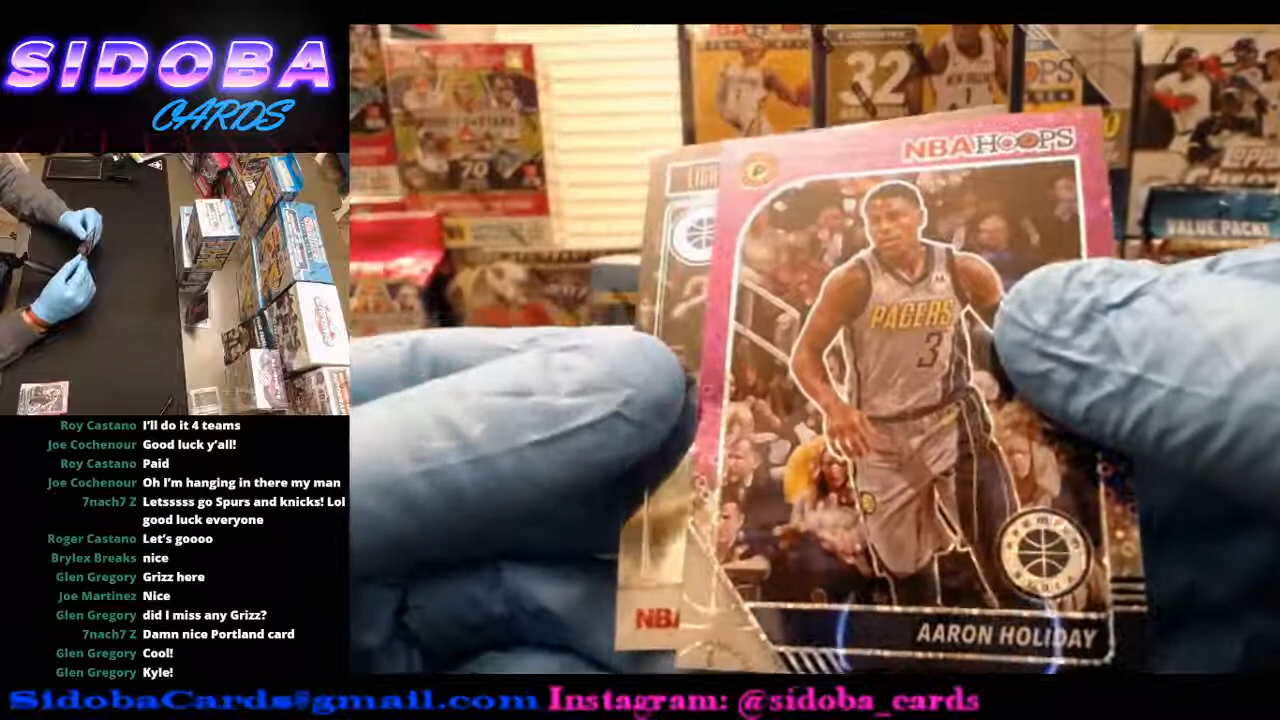 SIDOBA
CARDS
Roy Castano I'll do it 4 teams
Joe Cochenour Good luck y'all!
Roy Castano Paid
Joe Cochenour Oh I'm hanging in there my man
7nach7 Z Letsssss go Spurs and knicks! Lol
good luck everyone
Roger Castano Let's goooo
Brylex Breaks nice
Glen Gregory Grizz here
Joe Martinez Nice
Glen Gregory did I miss any Grizz?
7nach7 Z Damn nice Portland card
Glen Gregory Cool!
Glen Gregory Kyle!
70
32
VALUE PACK!
NBA HOOPS
P
PACERS
3
AARON HOLIDAY
NBA
SidobaCards@gmail.com Instagram: @sidoba_cards